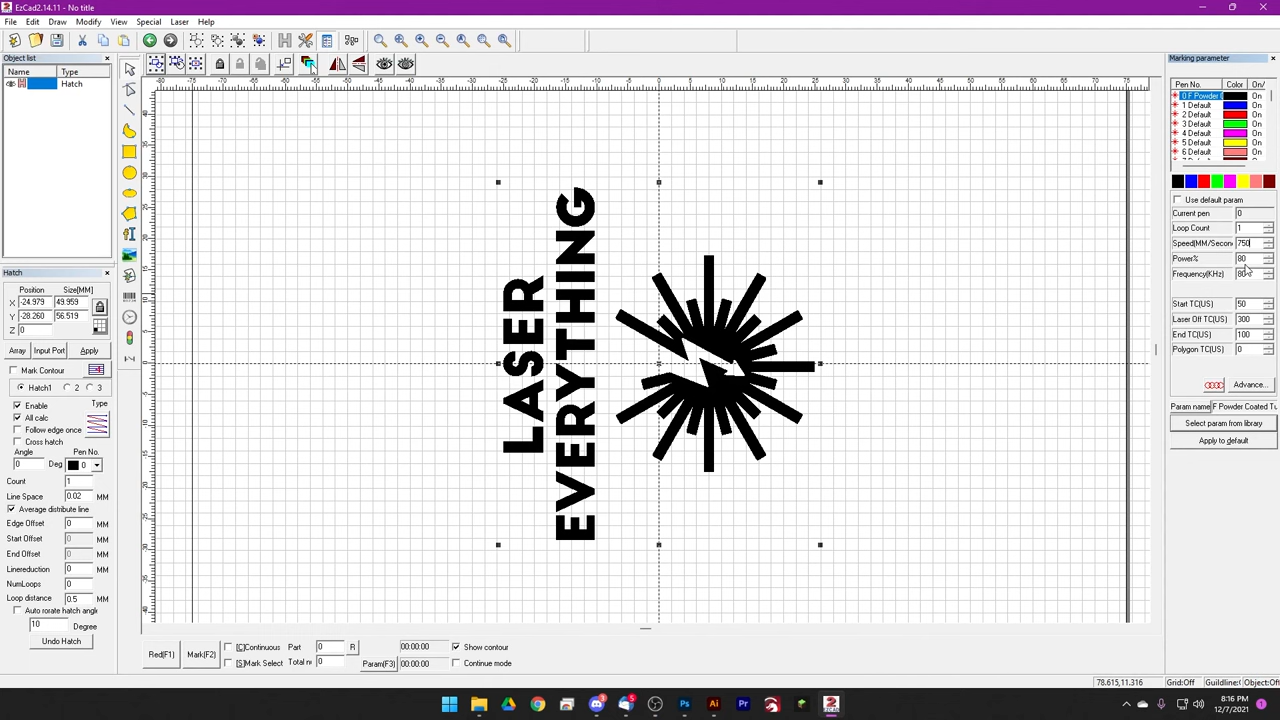 EzCad2.14.11 - No title
File Edit Draw Modify View Special Laser Help
Object list
Name Type
Hatch
Hatch
Position Size[MM]
X -24.979 49.959
Y -28.260 56.519
Z 0
Array Input Port Apply
Mark Contour
Hatch1 2 3
Enable Type
All calc
Follow edge once
Cross hatch
Angle Pen No.
0 Deg 0
Count 1
Line Space 0.02 MM
Average distribute line
Edge Offset 0 MM
Start Offset 0 MM
End Offset 0 MM
Linereduction 0 MM
NumLoops 0
Loop distance 0.5 MM
Auto rorate hatch angle
10 Degree
Undo Hatch
LASER
EVERYTHING
Red(F1) Mark(F2) [C]Continuous Part 0 R 00:00:00 Show contour
[S]Mark Select Total nu 0 Param(F3) 00:00:00 Continue mode
Marking parameter
Pen No. Color On/
0 F Powder C On
1 Default On
2 Default On
3 Default On
4 Default On
5 Default On
6 Default On
Use default param
Current pen 0
Loop Count 1
Speed(MM/Secon 750
Power% 80
Frequency(KHz) 80
Start TC(US) 50
Laser Off TC(US) 300
End TC(US) 100
Polygon TC(US) 0
Advance...
Param name F Powder Coated Tu
Select param from library
Apply to default
78.615,11.316 Grid:Off Guildline: Object:Off
8:16 PM
12/7/2021